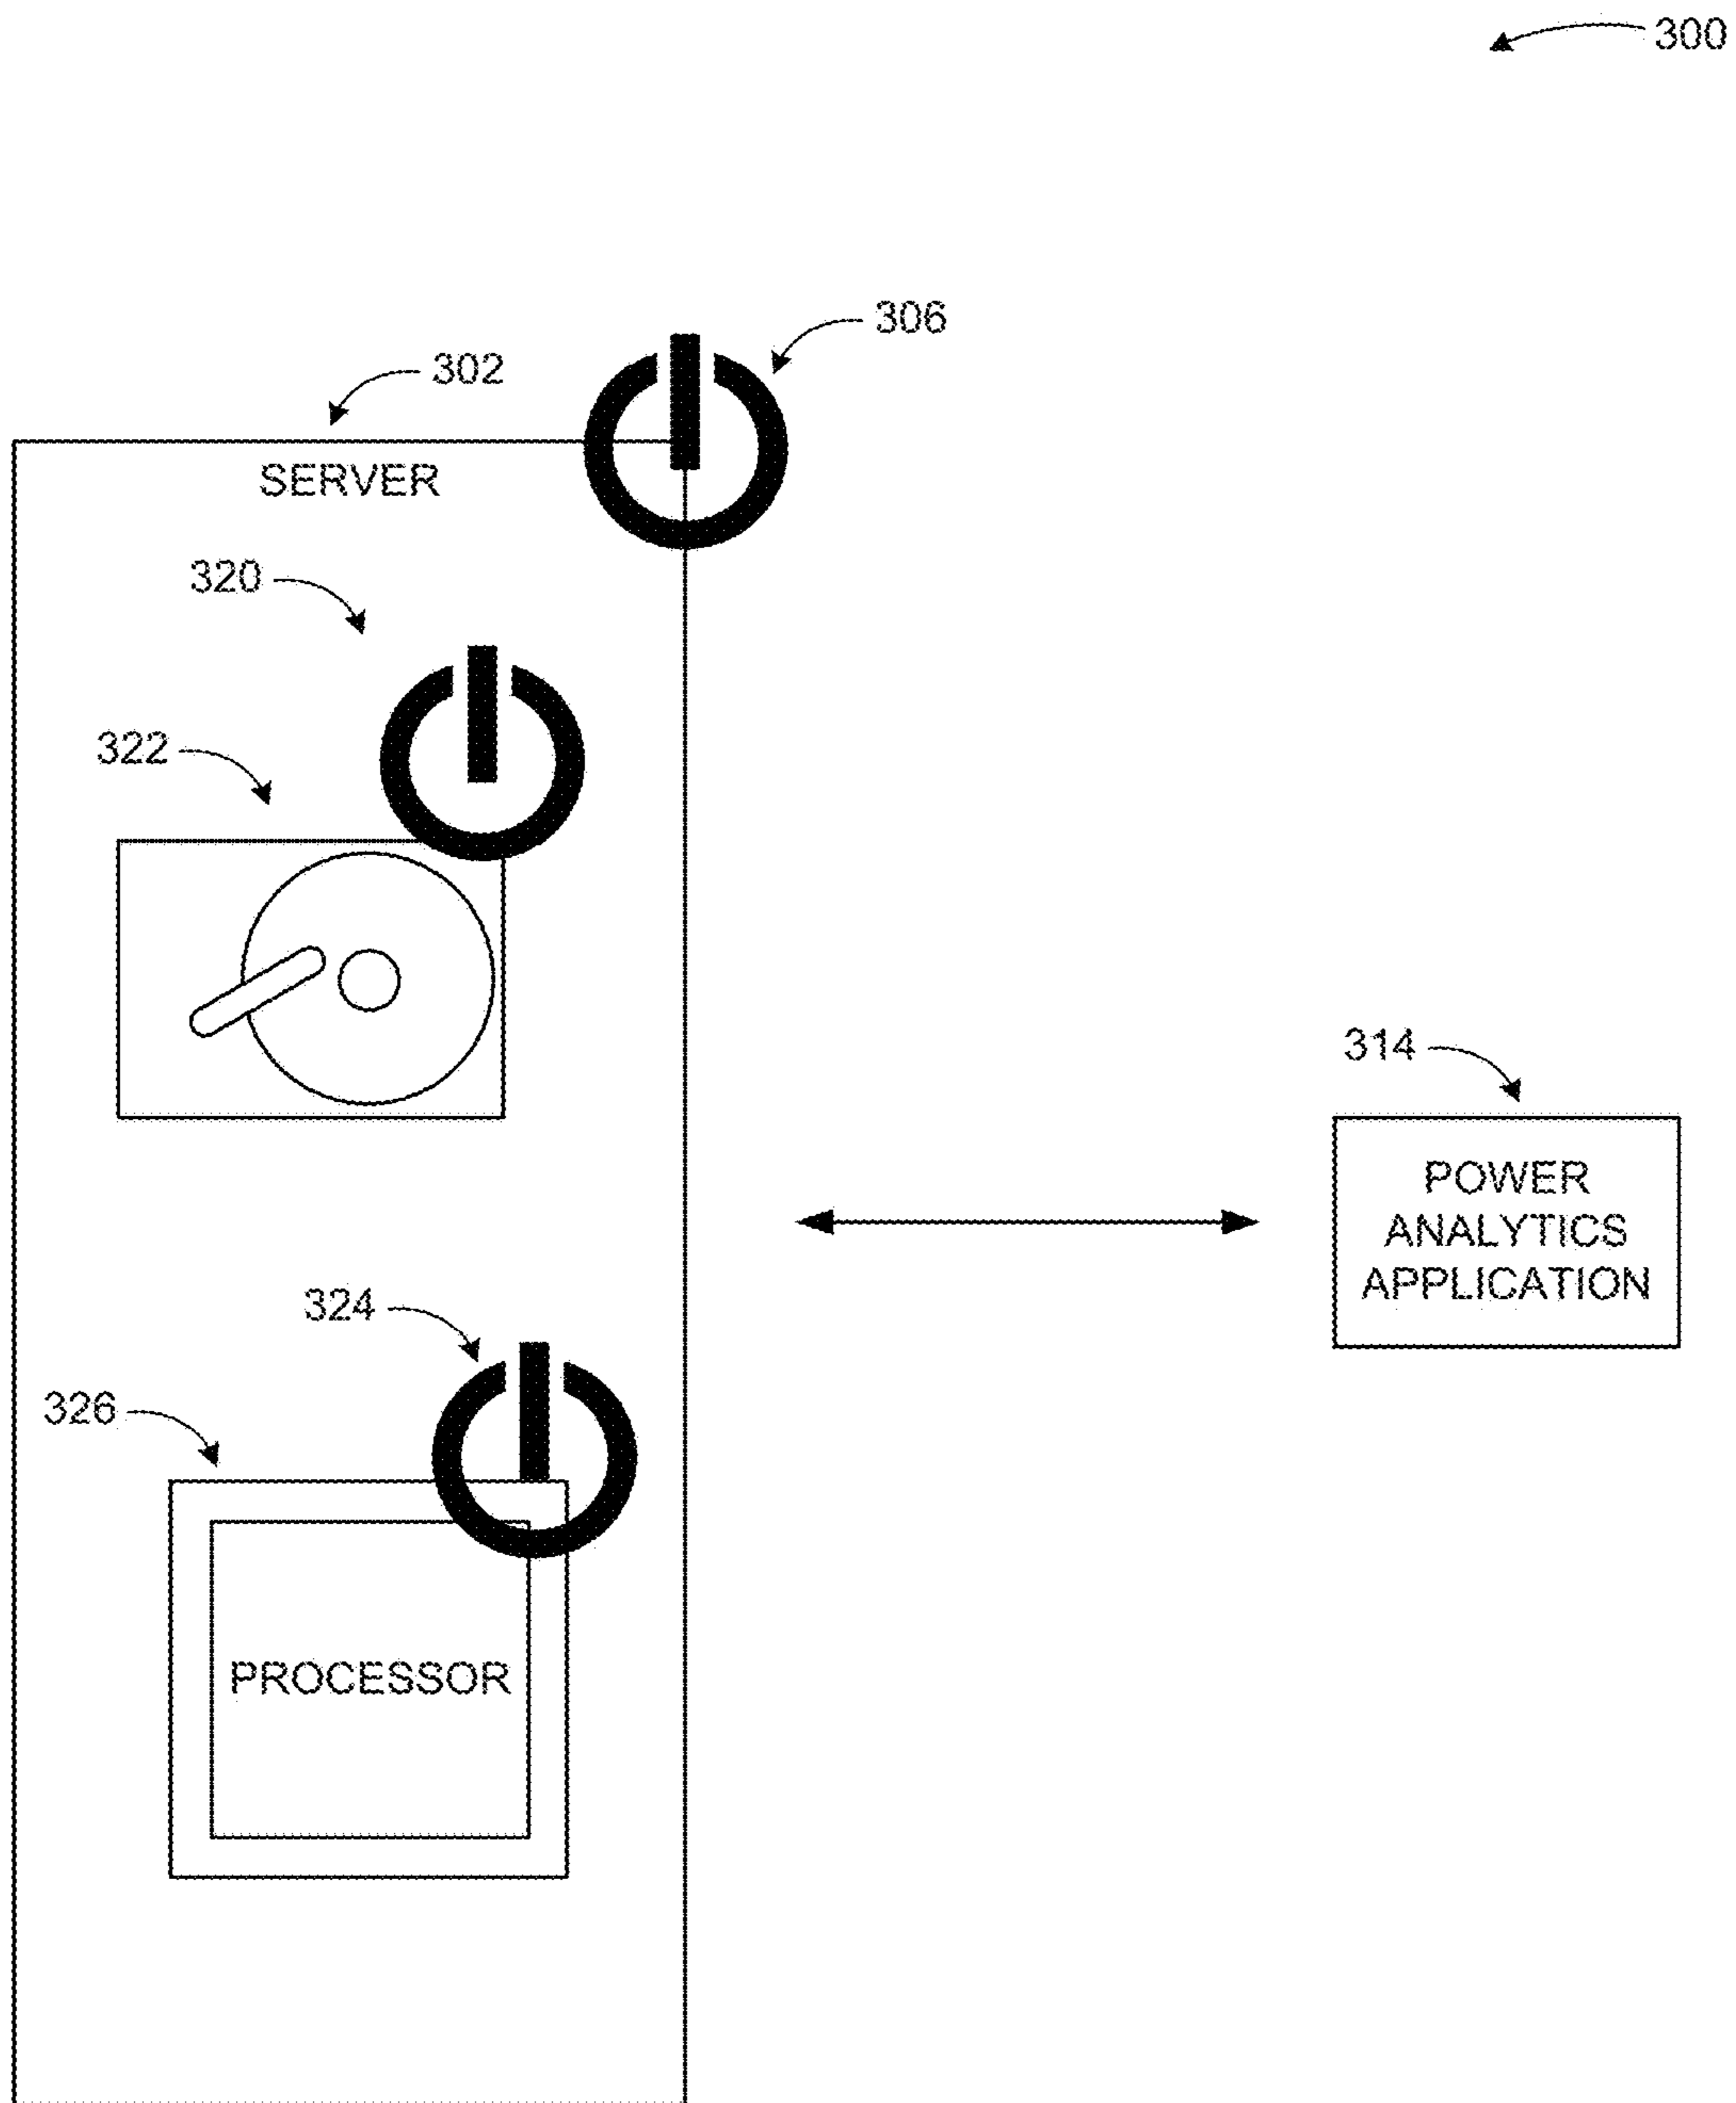 300
306
302
SERVER
320
322
314
POWER
ANALYTICS
APPLICATION
324
326
PROCESSOR